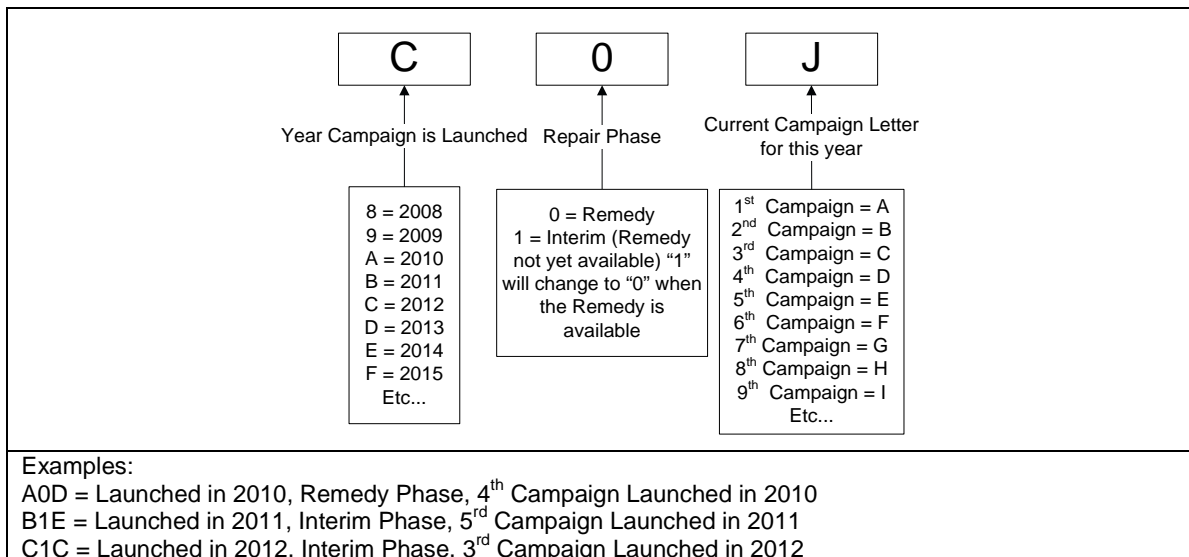 C 0 J
Year Campaign is Launched
Repair Phase
Current Campaign Letter
for this year
8 = 2008
9 = 2009
A = 2010
B = 2011
C = 2012
D = 2013
E = 2014
F = 2015
Etc...
0 = Remedy
1 = Interim (Remedy
not yet available) “1”
will change to “0” when
the Remedy is
available
1st Campaign = A
2nd Campaign = B
3rd Campaign = C
4th Campaign = D
5th Campaign = E
6th Campaign = F
7th Campaign = G
8th Campaign = H
9th Campaign = I
Etc...
Examples:
A0D = Launched in 2010, Remedy Phase, 4th Campaign Launched in 2010
B1E = Launched in 2011, Interim Phase, 5rd Campaign Launched in 2011
C1C = Launched in 2012, Interim Phase, 3rd Campaign Launched in 2012